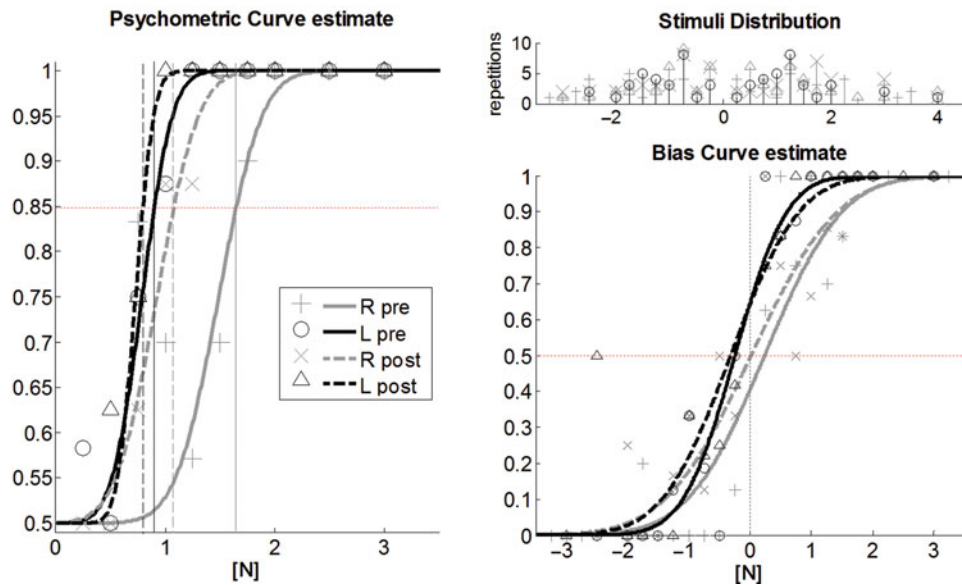 Psychometric Curve estimate
1
0.95
0.9
0.85
0.8
0.75
0.7
0.65
0.6
0.55
0.5
0 1 2 3
[N]
R pre
L pre
R post
L post
Stimuli Distribution
repetitions
10
5
0
−2 0 2 4
Bias Curve estimate
1
0.9
0.8
0.7
0.6
0.5
0.4
0.3
0.2
0.1
0
−3 −2 −1 0 1 2 3
[N]